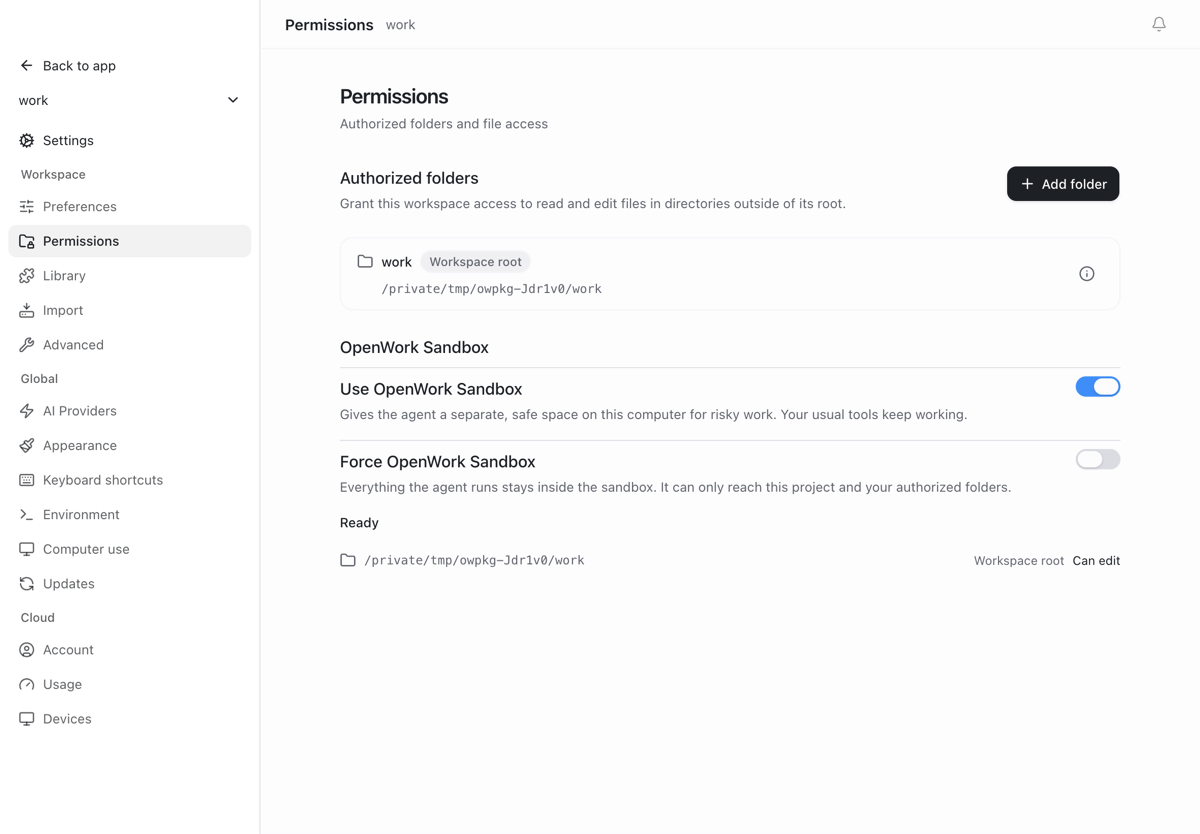 Permissions work
Back to app
work
Settings
Workspace
Preferences
Permissions
Library
Import
Advanced
Global
AI Providers
Appearance
Keyboard shortcuts
Environment
Computer use
Updates
Cloud
Account
Usage
Devices
Permissions
Authorized folders and file access
Authorized folders
Grant this workspace access to read and edit files in directories outside of its root.
Add folder
work Workspace root
/private/tmp/owpkg-Jdr1v0/work
OpenWork Sandbox
Use OpenWork Sandbox
Gives the agent a separate, safe space on this computer for risky work. Your usual tools keep working.
Force OpenWork Sandbox
Everything the agent runs stays inside the sandbox. It can only reach this project and your authorized folders.
Ready
/private/tmp/owpkg-Jdr1v0/work Workspace root Can edit